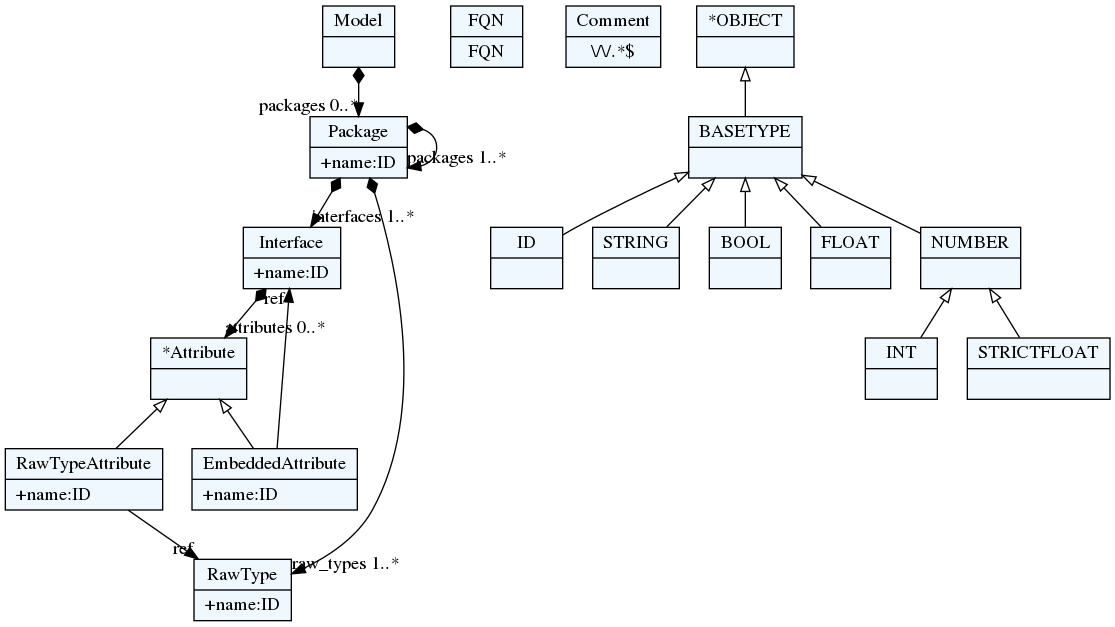 Model
FQN
FQN
Comment
\/\/.*$
*OBJECT
packages 0..*
Package
+name:ID
packages 1..*
BASETYPE
interfaces 1..*
Interface
+name:ID
ID
STRING
BOOL
FLOAT
NUMBER
ref
attributes 0..*
*Attribute
INT
STRICTFLOAT
RawTypeAttribute
+name:ID
EmbeddedAttribute
+name:ID
ref
raw_types 1..*
RawType
+name:ID